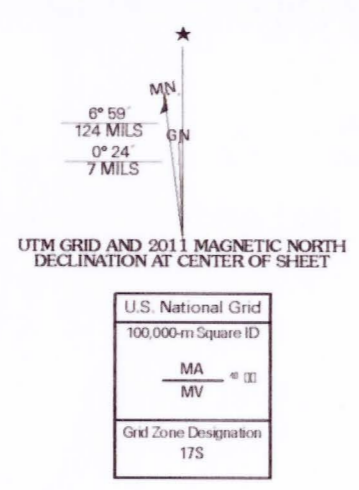 MN
6° 59´
124 MILS
GN
0° 24´
7 MILS
UTM GRID AND 2011 MAGNETIC NORTH
DECLINATION AT CENTER OF SHEET
U.S. National Grid
100,000-m Square ID
MA
MV
Grid Zone Designation
17S